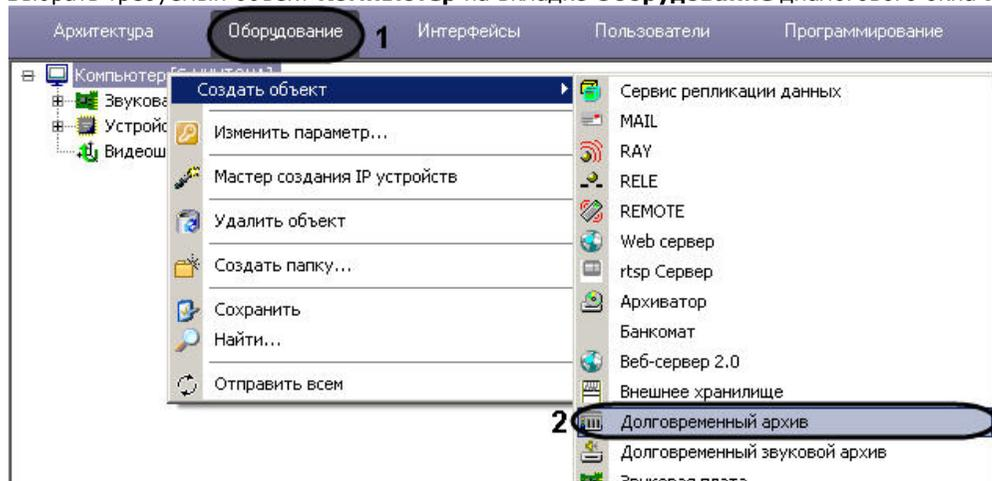 Архитектура Оборудование 1 Интерфейсы Пользователи Программирование
Компьютер
Создать объект
Звукова
Устройс
Видеош
Изменить параметр...
Мастер создания IP устройств
Удалить объект
Создать папку...
Сохранить
Найти...
Отправить всем
Сервис репликации данных
MAIL
RAY
RELE
REMOTE
Web сервер
rtsp Сервер
Архиватор
Банкомат
Веб-сервер 2.0
Внешнее хранилище
2 Долговременный архив
Долговременный звуковой архив